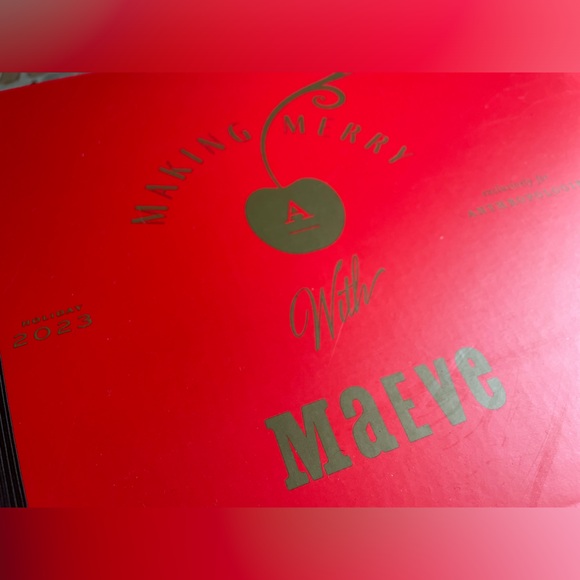 MAKING MERRY
A
With
HOLIDAY
2023
MaEve